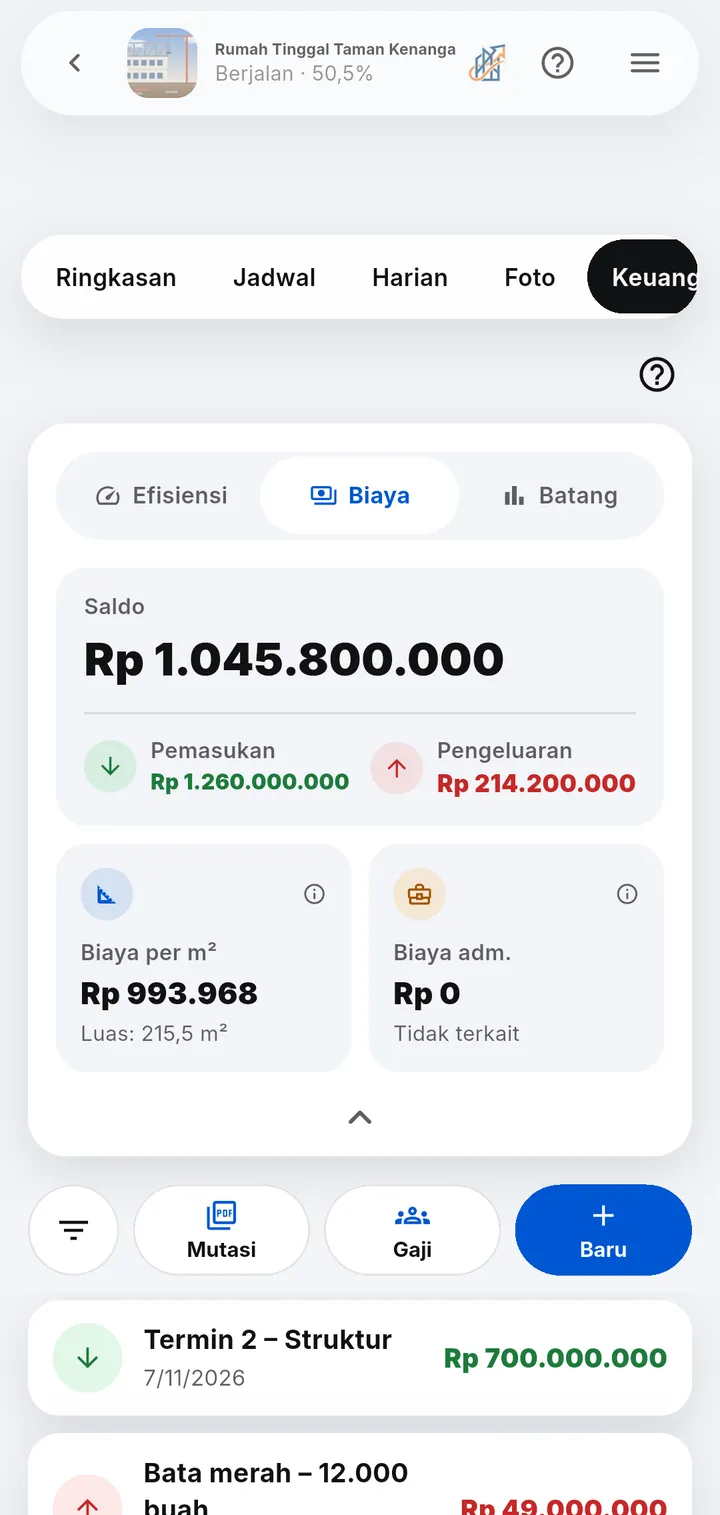 Rumah Tinggal Taman Kenanga
Berjalan · 50,5%
Ringkasan Jadwal Harian Foto Keuang
Efisiensi Biaya Batang
Saldo
Rp 1.045.800.000
Pemasukan Pengeluaran
Rp 1.260.000.000 Rp 214.200.000
Biaya per m² Biaya adm.
Rp 993.968 Rp 0
Luas: 215,5 m² Tidak terkait
PDF
Mutasi Gaji Baru
Termin 2 – Struktur
Rp 700.000.000
7/11/2026
Bata merah – 12.000
buah
Rp 49.000.000